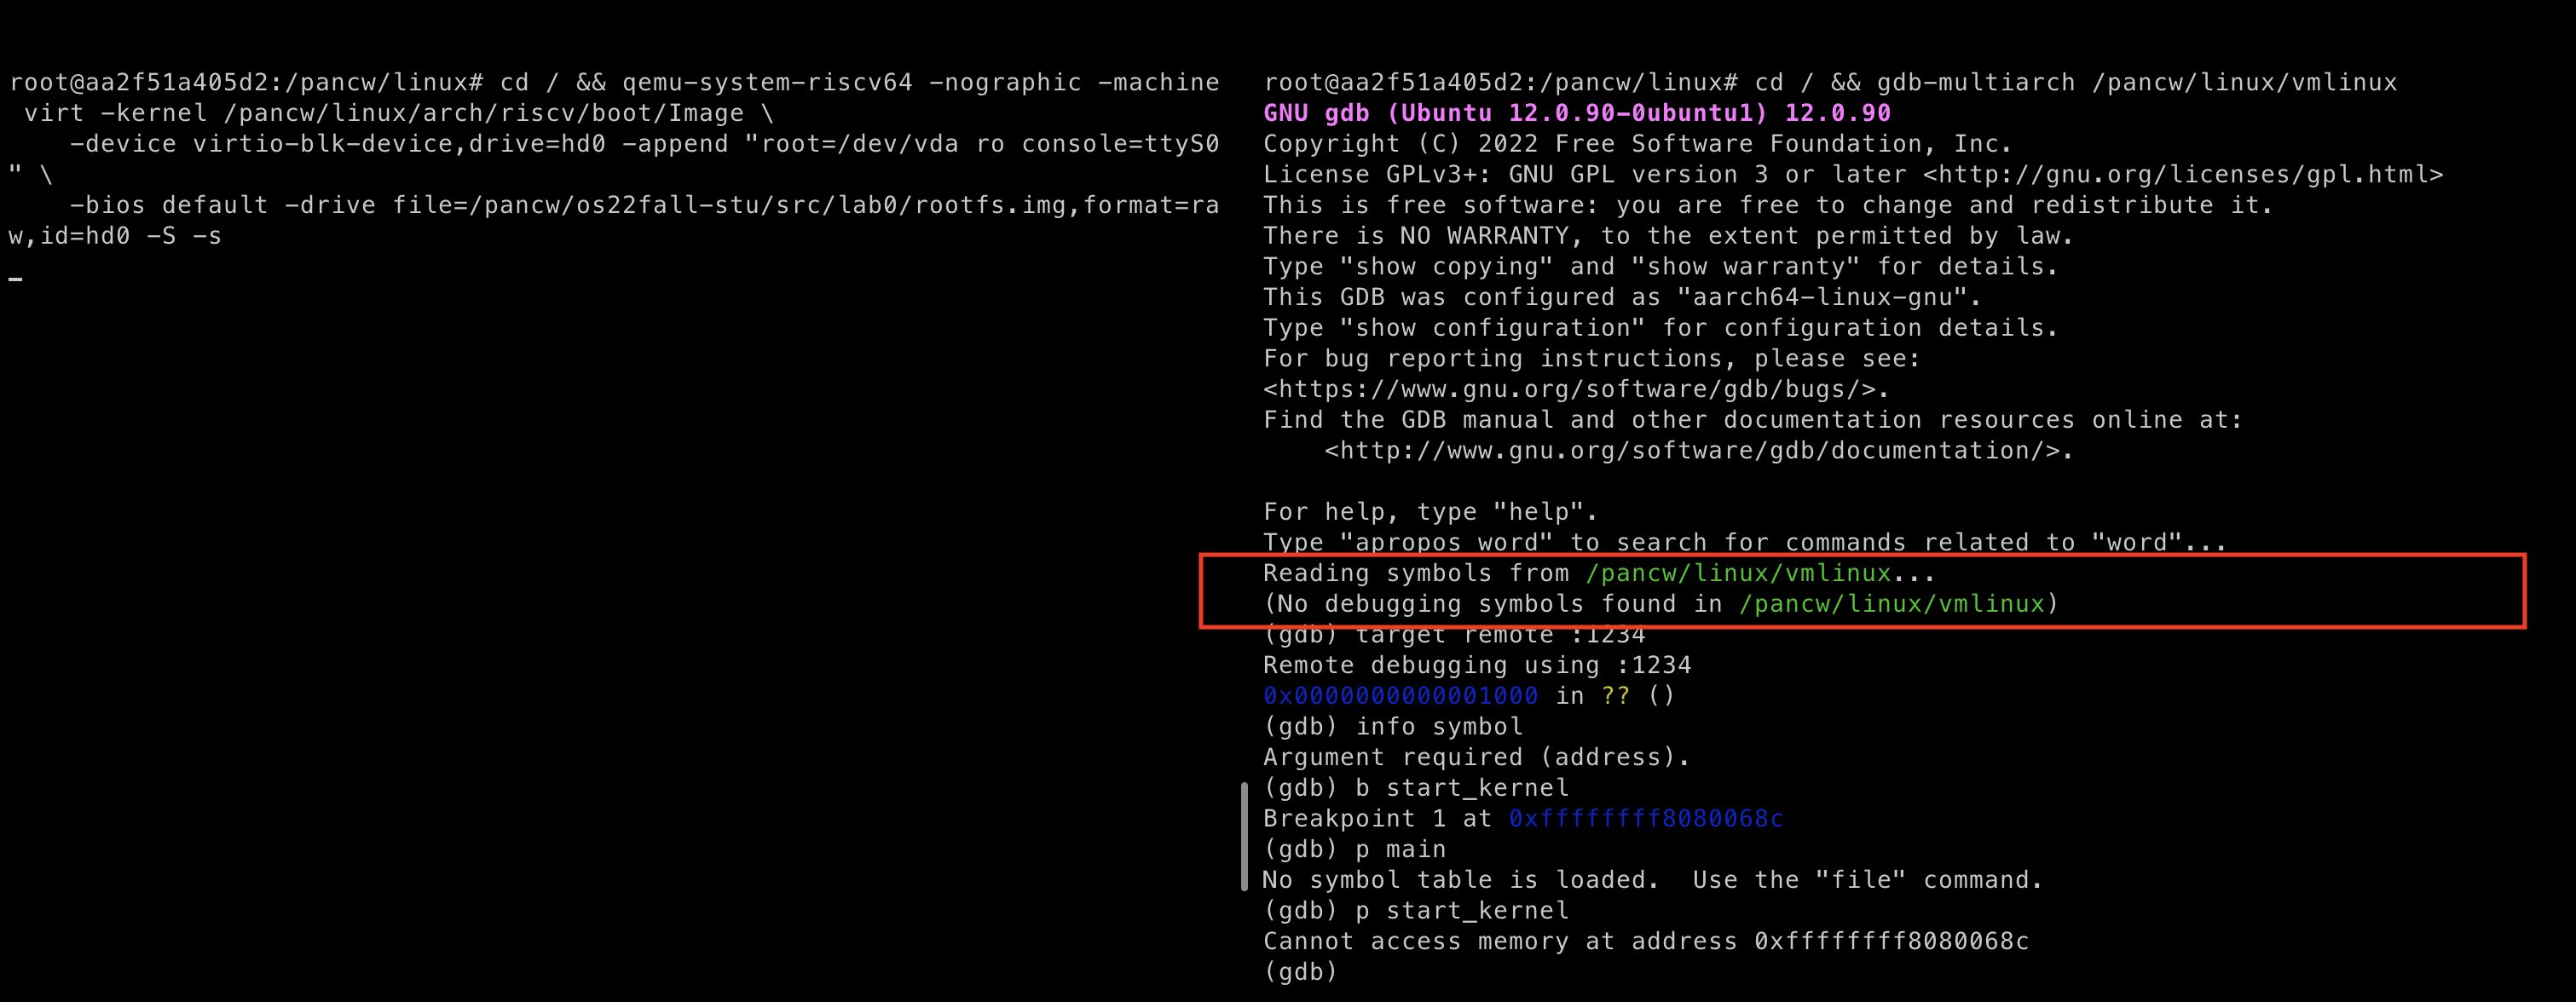 root@aa2f51a405d2:/pancw/linux# cd / && qemu-system-riscv64 -nographic -machine
 virt -kernel /pancw/linux/arch/riscv/boot/Image \
    -device virtio-blk-device,drive=hd0 -append "root=/dev/vda ro console=ttyS0
" \
    -bios default -drive file=/pancw/os22fall-stu/src/lab0/rootfs.img,format=ra
w,id=hd0 -S -s
root@aa2f51a405d2:/pancw/linux# cd / && gdb-multiarch /pancw/linux/vmlinux
GNU gdb (Ubuntu 12.0.90-0ubuntu1) 12.0.90
Copyright (C) 2022 Free Software Foundation, Inc.
License GPLv3+: GNU GPL version 3 or later <http://gnu.org/licenses/gpl.html>
This is free software: you are free to change and redistribute it.
There is NO WARRANTY, to the extent permitted by law.
Type "show copying" and "show warranty" for details.
This GDB was configured as "aarch64-linux-gnu".
Type "show configuration" for configuration details.
For bug reporting instructions, please see:
<https://www.gnu.org/software/gdb/bugs/>.
Find the GDB manual and other documentation resources online at:
    <http://www.gnu.org/software/gdb/documentation/>.

For help, type "help".
Type "apropos word" to search for commands related to "word"...
Reading symbols from /pancw/linux/vmlinux...
(No debugging symbols found in /pancw/linux/vmlinux)
(gdb) target remote :1234
Remote debugging using :1234
0x0000000000001000 in ?? ()
(gdb) info symbol
Argument required (address).
(gdb) b start_kernel
Breakpoint 1 at 0xffffffff8080068c
(gdb) p main
No symbol table is loaded.  Use the "file" command.
(gdb) p start_kernel
Cannot access memory at address 0xffffffff8080068c
(gdb)